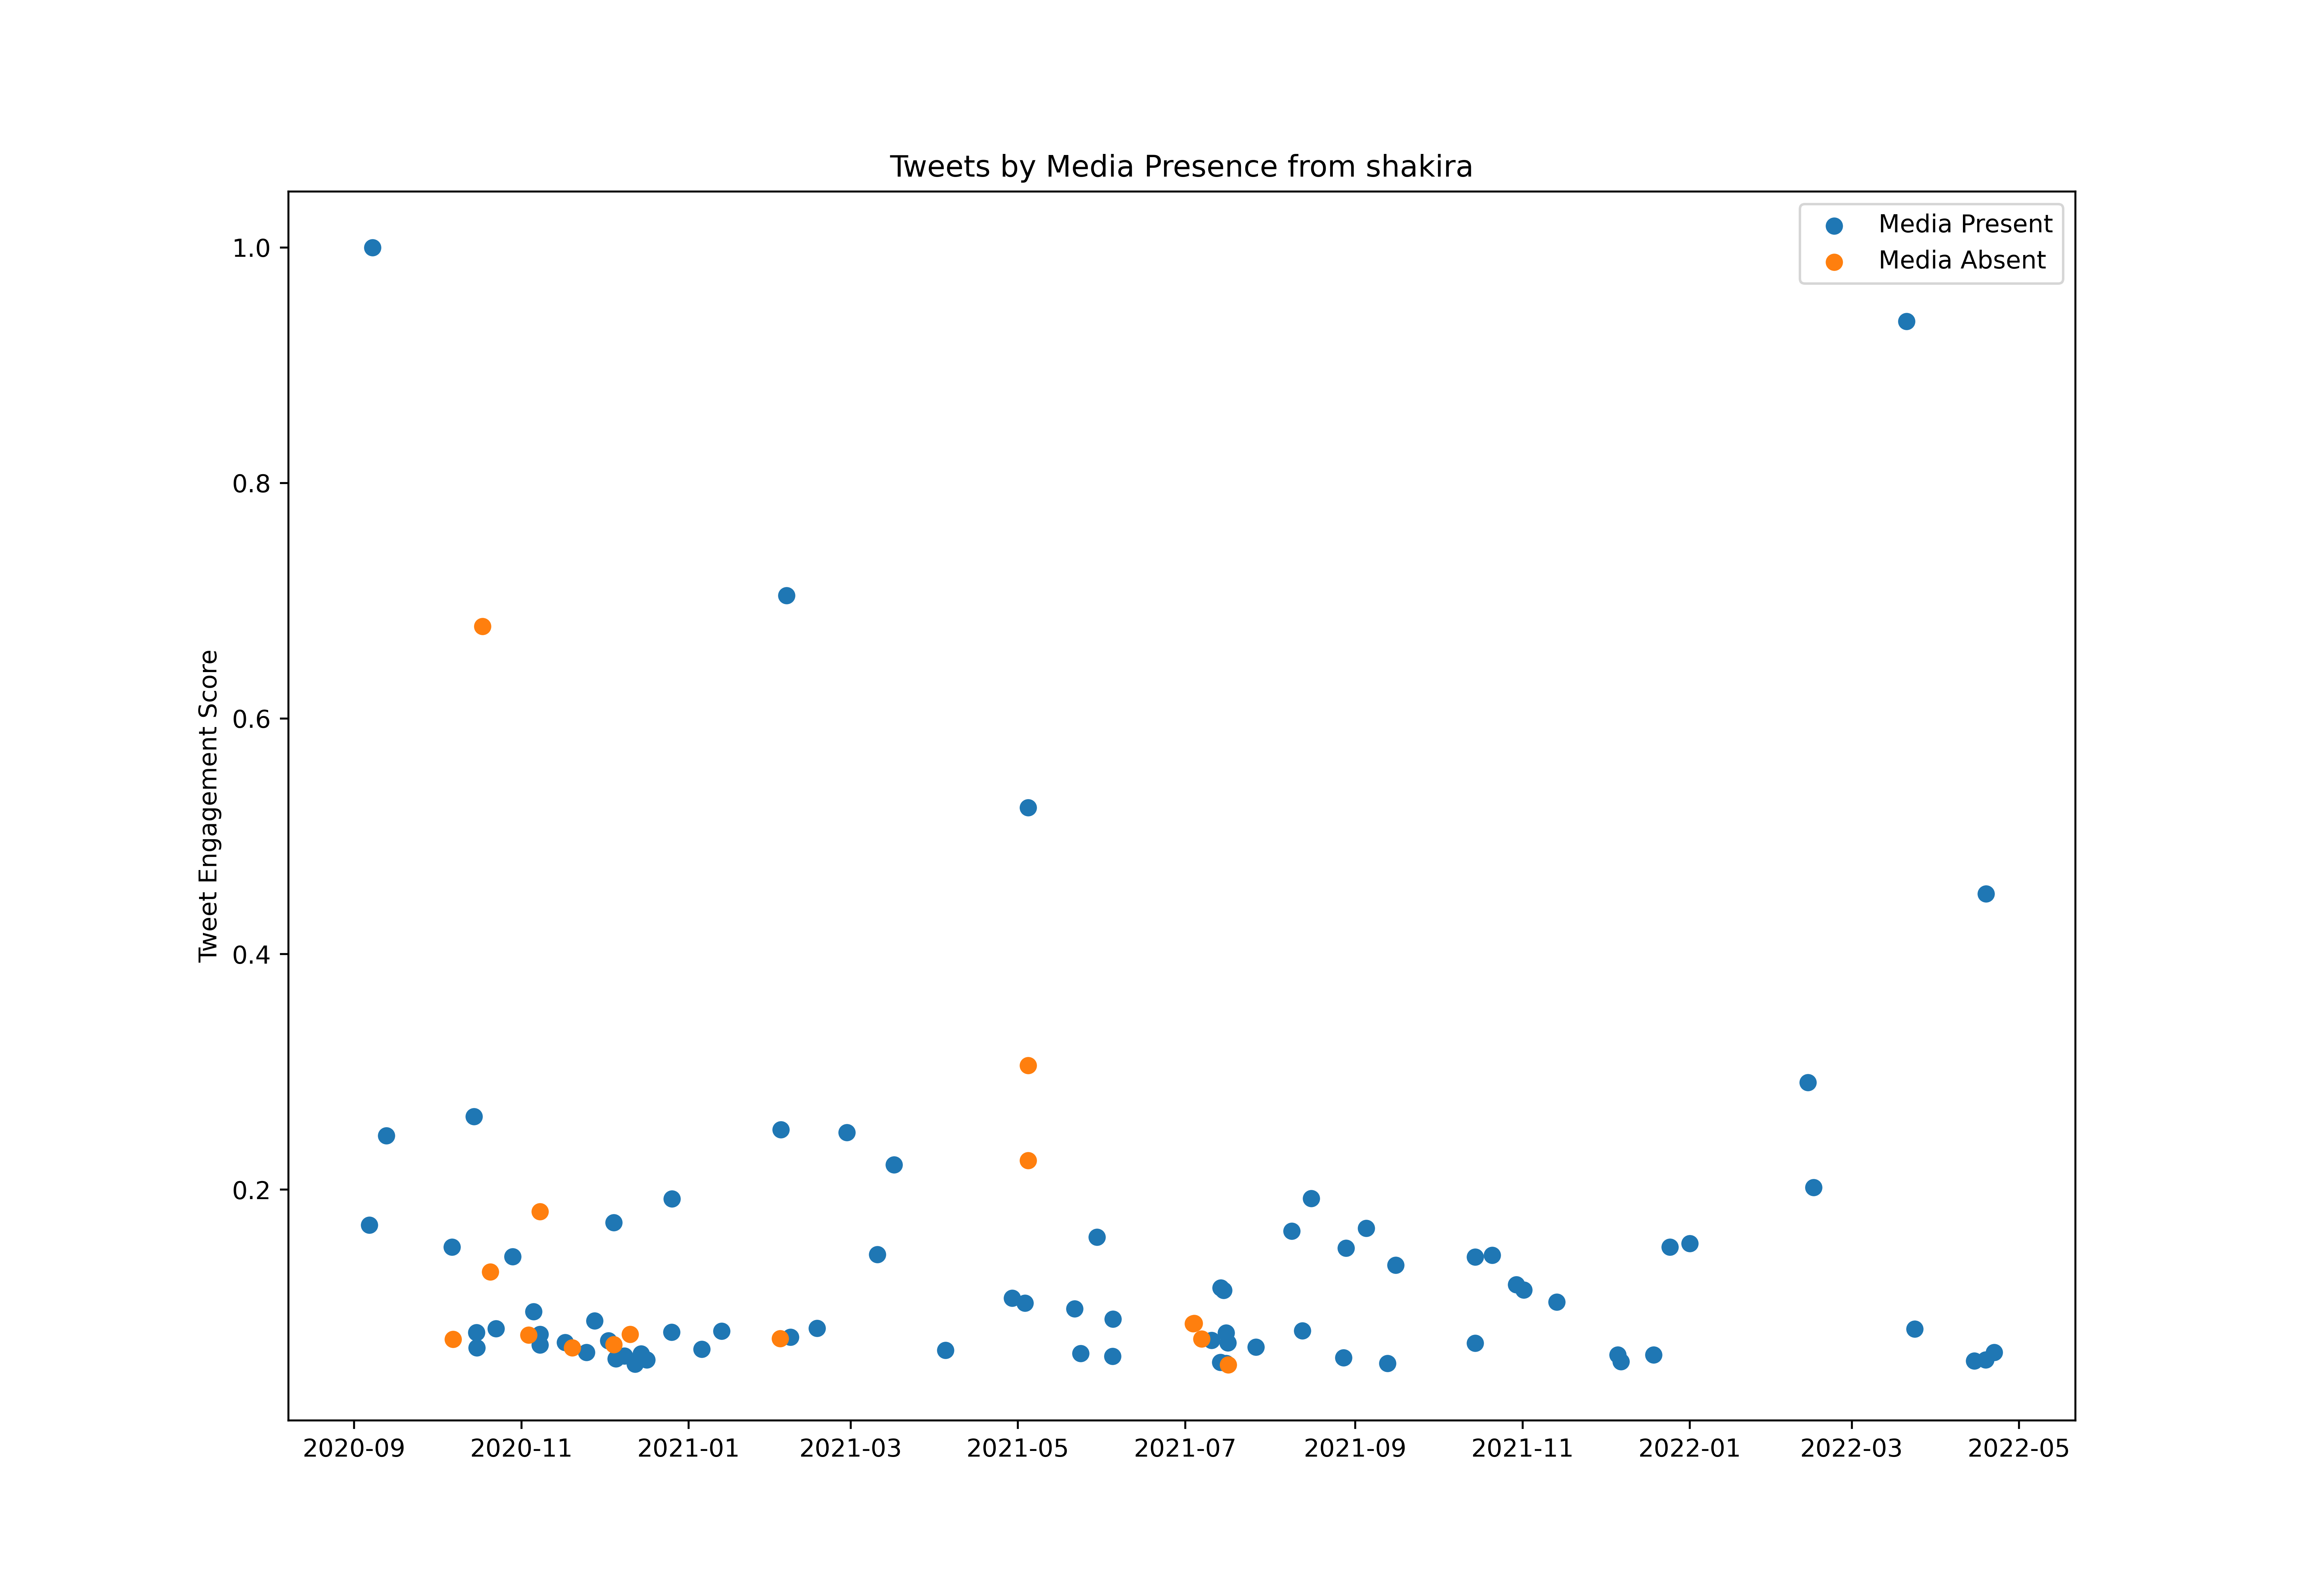 Tweets by Media Presence from shakira
Media Present
Media Absent
Tweet Engagement Score
1.0
0.8
0.6
0.4
0.2
2020-09 2020-11 2021-01 2021-03 2021-05 2021-07 2021-09 2021-11 2022-01 2022-03 2022-05